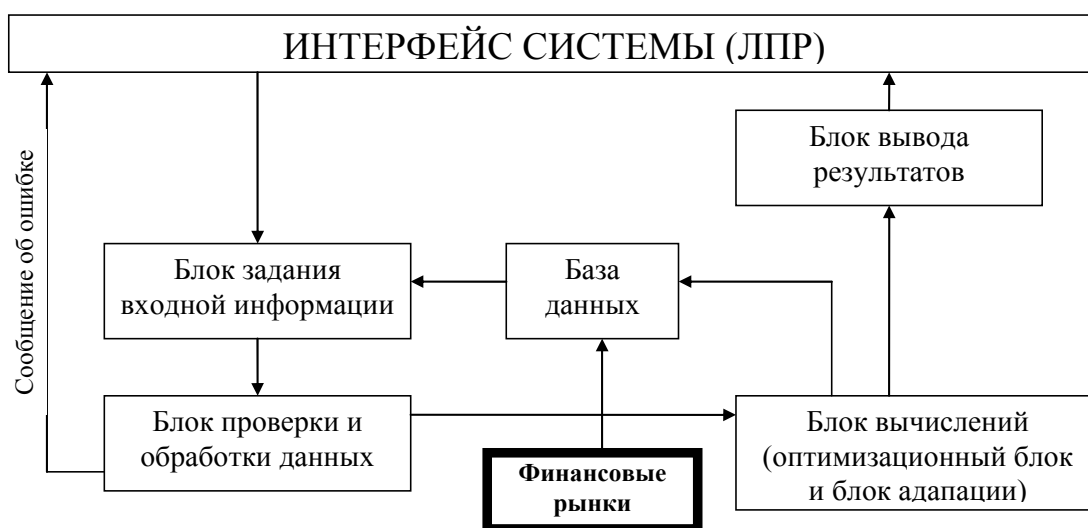 ИНТЕРФЕЙС СИСТЕМЫ (ЛПР)
Сообщение об ошибке
Блок вывода
результатов
Блок задания
входной информации
База
данных
Блок проверки и
обработки данных
Финансовые
рынки
Блок вычислений
(оптимизационный блок
и блок адапации)